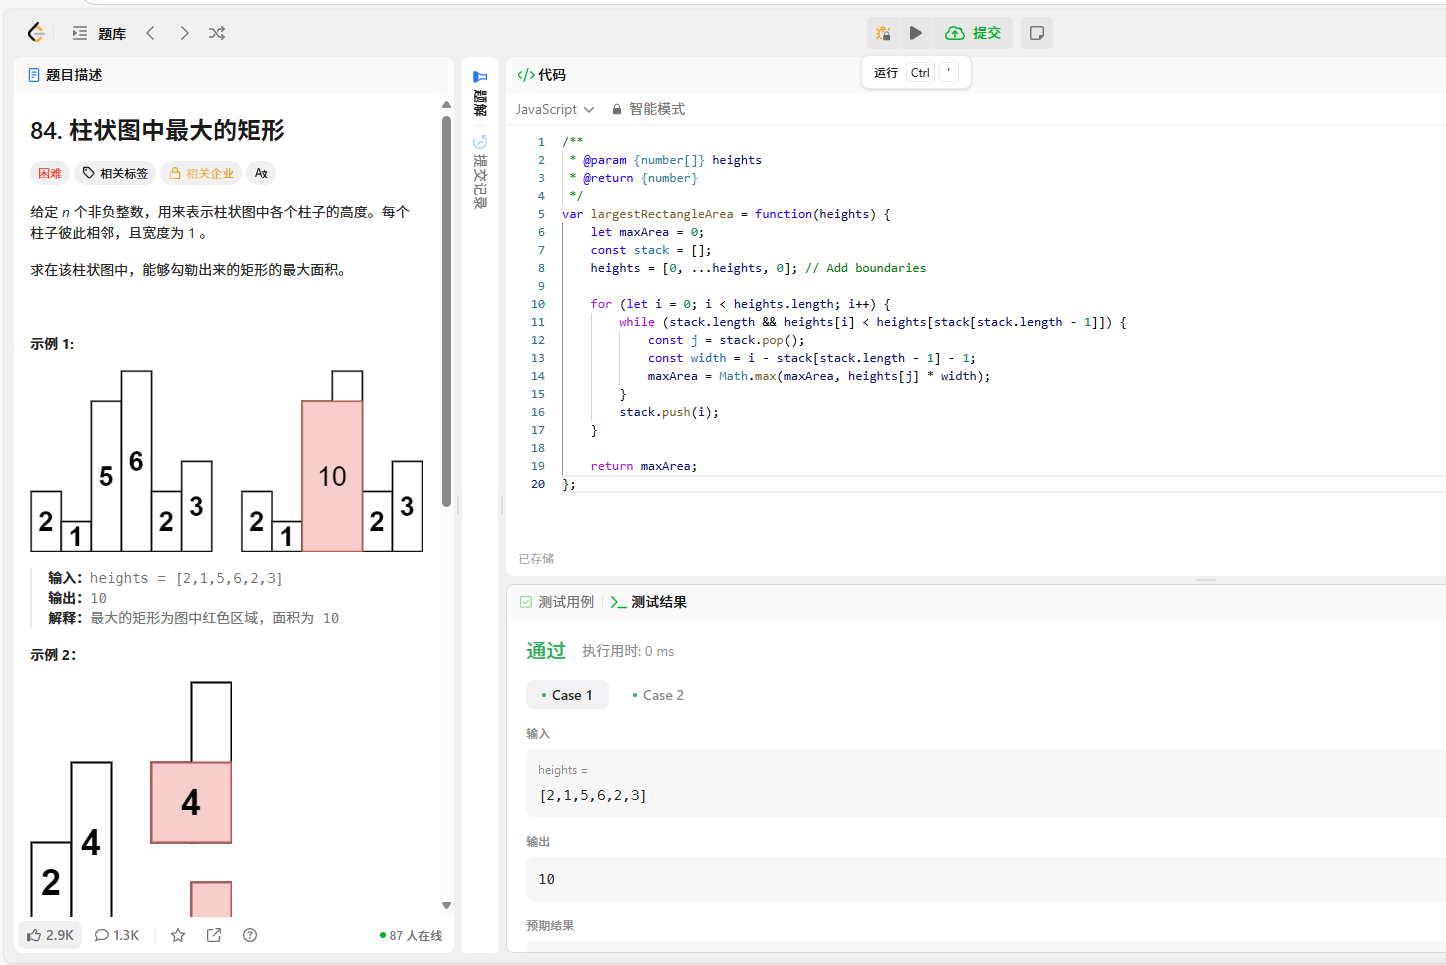 题库
提交
运行 Ctrl '
题目描述
84. 柱状图中最大的矩形
困难 相关标签 相关企业
给定 n 个非负整数，用来表示柱状图中各个柱子的高度。每个
柱子彼此相邻，且宽度为 1 。
求在该柱状图中，能够勾勒出来的矩形的最大面积。
示例 1:
2 1 5 6 2 3
2 1 10 2 3
输入：heights = [2,1,5,6,2,3]
输出：10
解释：最大的矩形为图中红色区域，面积为 10
示例 2：
2 4
4
2.9K 1.3K 87 人在线
题解
提交记录
</> 代码
JavaScript 智能模式
1 /**
2  * @param {number[]} heights
3  * @return {number}
4  */
5 var largestRectangleArea = function(heights) {
6     let maxArea = 0;
7     const stack = [];
8     heights = [0, ...heights, 0]; // Add boundaries
9
10     for (let i = 0; i < heights.length; i++) {
11         while (stack.length && heights[i] < heights[stack[stack.length - 1]]) {
12             const j = stack.pop();
13             const width = i - stack[stack.length - 1] - 1;
14             maxArea = Math.max(maxArea, heights[j] * width);
15         }
16         stack.push(i);
17     }
18
19     return maxArea;
20 };
已存储
测试用例 >_ 测试结果
通过 执行用时: 0 ms
• Case 1 • Case 2
输入
heights =
[2,1,5,6,2,3]
输出
10
预期结果